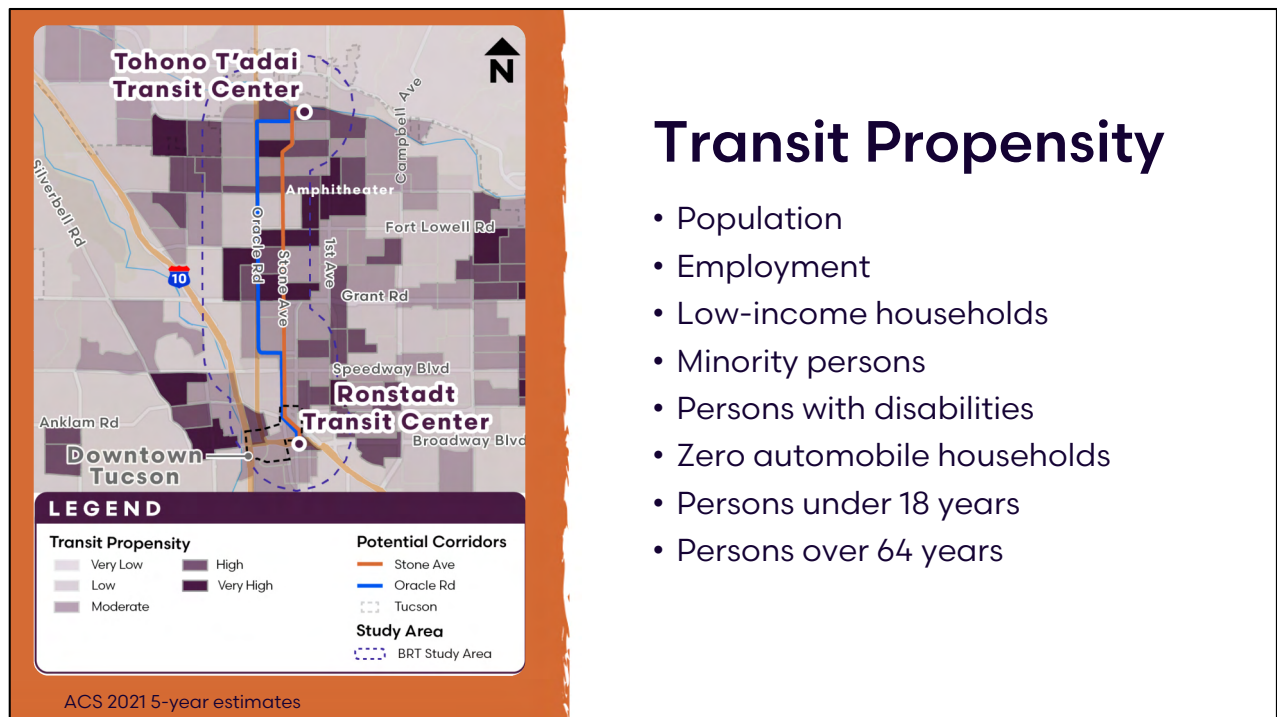 Tohono T'adai
Transit Center
N
Campbell Ave
Silverbell Rd
Amphitheater
Oracle Rd
Fort Lowell Rd
1st Ave
Stone Ave
10
Grant Rd
Speedway Blvd
Ronstadt
Transit Center
Anklam Rd
Broadway Blvd
Downtown
Tucson
LEGEND
Transit Propensity
Very Low
Low
Moderate
High
Very High
Potential Corridors
Stone Ave
Oracle Rd
Tucson
Study Area
BRT Study Area
ACS 2021 5-year estimates
Transit Propensity
• Population
• Employment
• Low-income households
• Minority persons
• Persons with disabilities
• Zero automobile households
• Persons under 18 years
• Persons over 64 years